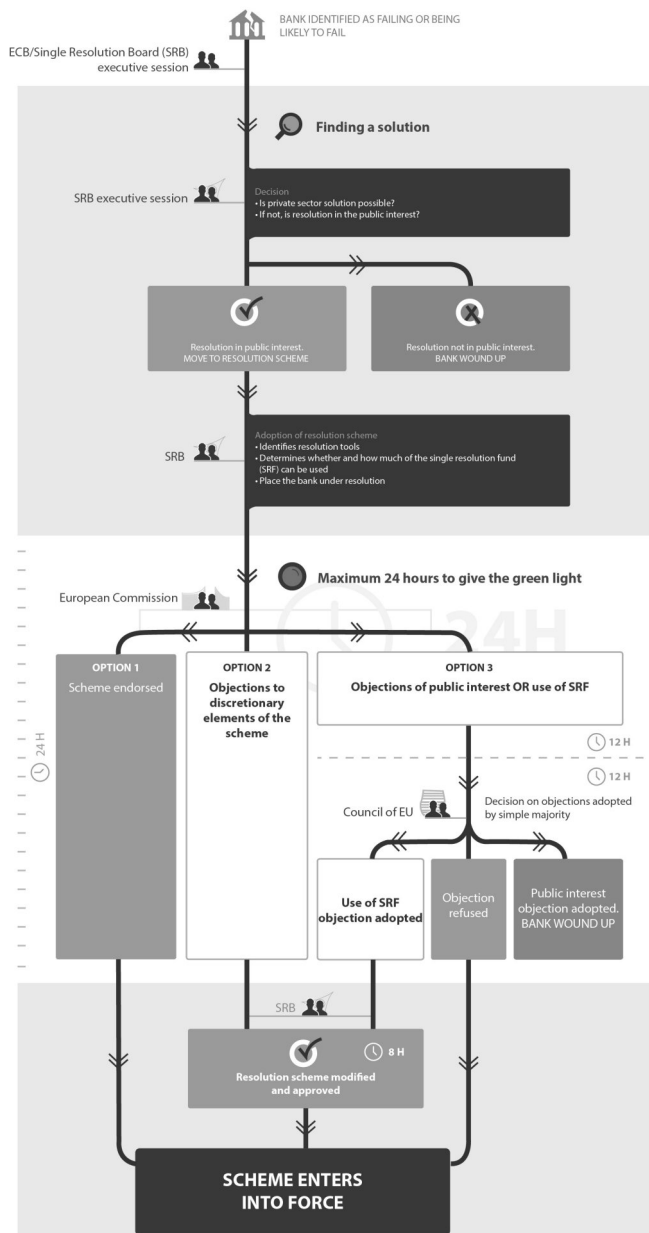 BANK IDENTIFIED AS FAILING OR BEING
LIKELY TO FAIL
ECB/Single Resolution Board (SRB)
executive session
Finding a solution
SRB executive session
Decision
• Is private sector solution possible?
• If not, is resolution in the public interest?
Resolution in public interest.
MOVE TO RESOLUTION SCHEME
Resolution not in public interest.
BANK WOUND UP
SRB
Adoption of resolution scheme
• Identifies resolution tools
• Determines whether and how much of the single resolution fund
(SRF) can be used
• Place the bank under resolution
Maximum 24 hours to give the green light
European Commission
24H
OPTION 1
Scheme endorsed
OPTION 2
Objections to
discretionary
elements of the
scheme
OPTION 3
Objections of public interest OR use of SRF
24 H
12 H
12 H
Council of EU
Decision on objections adopted
by simple majority
Use of SRF
objection adopted
Objection
refused
Public interest
objection adopted.
BANK WOUND UP
SRB
8 H
Resolution scheme modified
and approved
SCHEME ENTERS
INTO FORCE